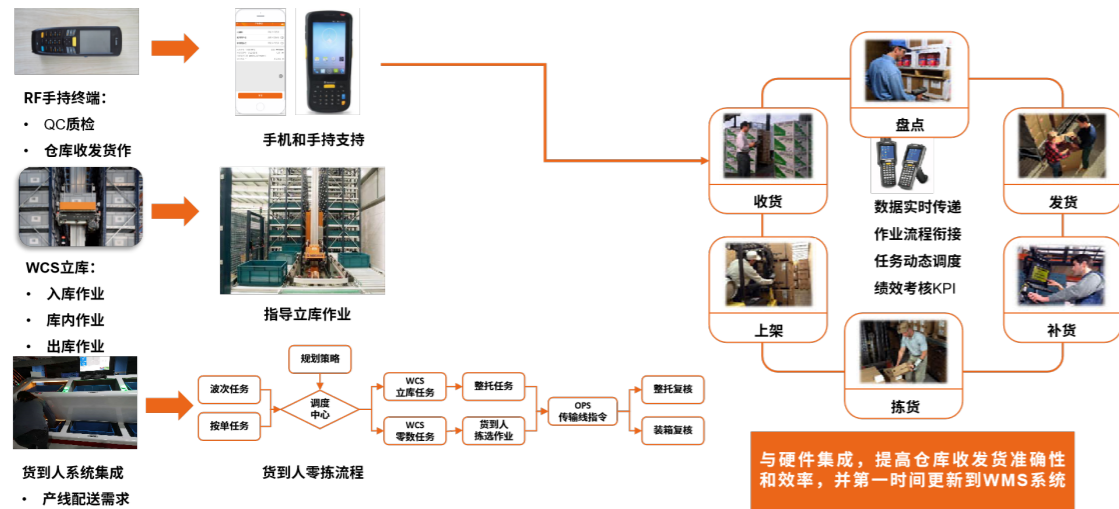 RF手持终端：
• QC质检
• 仓库收发货作
手机和手持支持
WCS立库：
• 入库作业
• 库内作业
• 出库作业
指导立库作业
货到人系统集成
• 产线配送需求
波次任务
按单任务
规划策略
调度
中心
WCS
立库任务
WCS
零数任务
整托任务
货到人
拣选作业
OPS
传输线指令
整托复核
装箱复核
货到人零拣流程
盘点
收货
发货
数据实时传递
作业流程衔接
任务动态调度
绩效考核KPI
上架
补货
拣货
与硬件集成，提高仓库收发货准确性
和效率，并第一时间更新到WMS系统